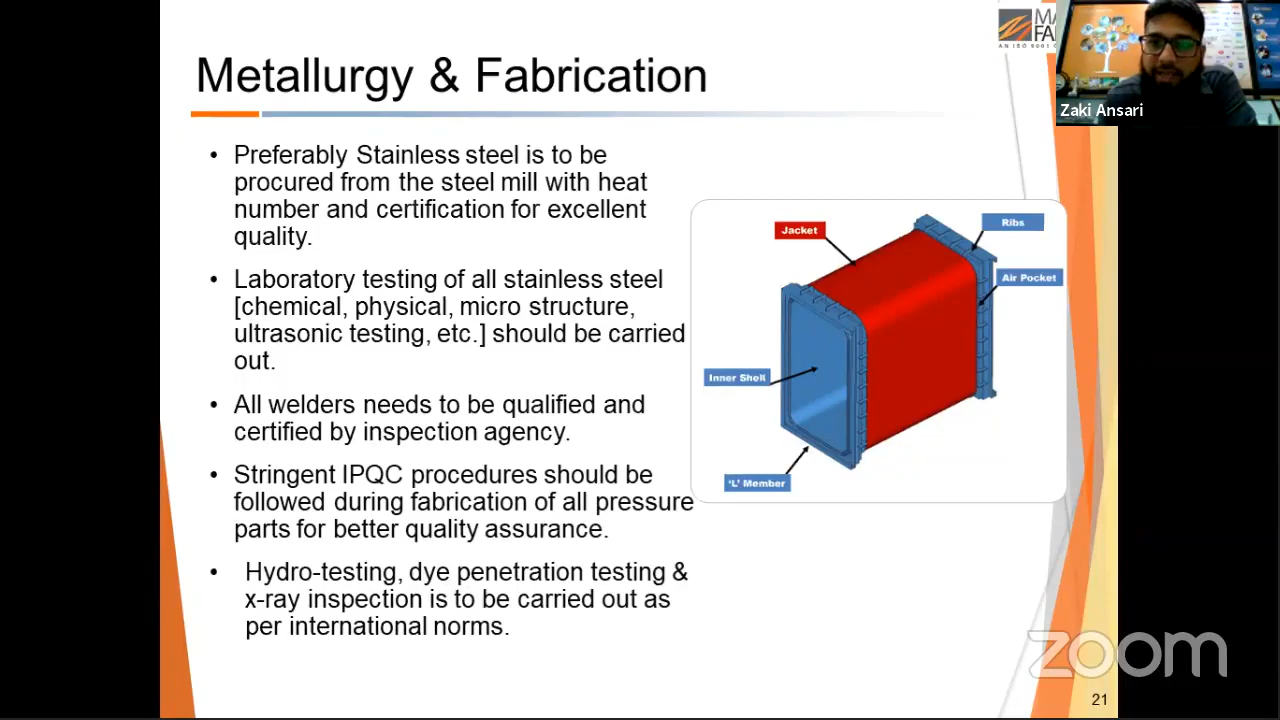 Metallurgy & Fabrication
• Preferably Stainless steel is to be
procured from the steel mill with heat
number and certification for excellent
quality.
• Laboratory testing of all stainless steel
[chemical, physical, micro structure,
ultrasonic testing, etc.] should be carried
out.
• All welders needs to be qualified and
certified by inspection agency.
• Stringent IPQC procedures should be
followed during fabrication of all pressure
parts for better quality assurance.
• Hydro-testing, dye penetration testing &
x-ray inspection is to be carried out as
per international norms.
Jacket
Ribs
Air Pocket
Inner Shell
'L' Member
AN ISO 9001
Zaki Ansari
zoom
21